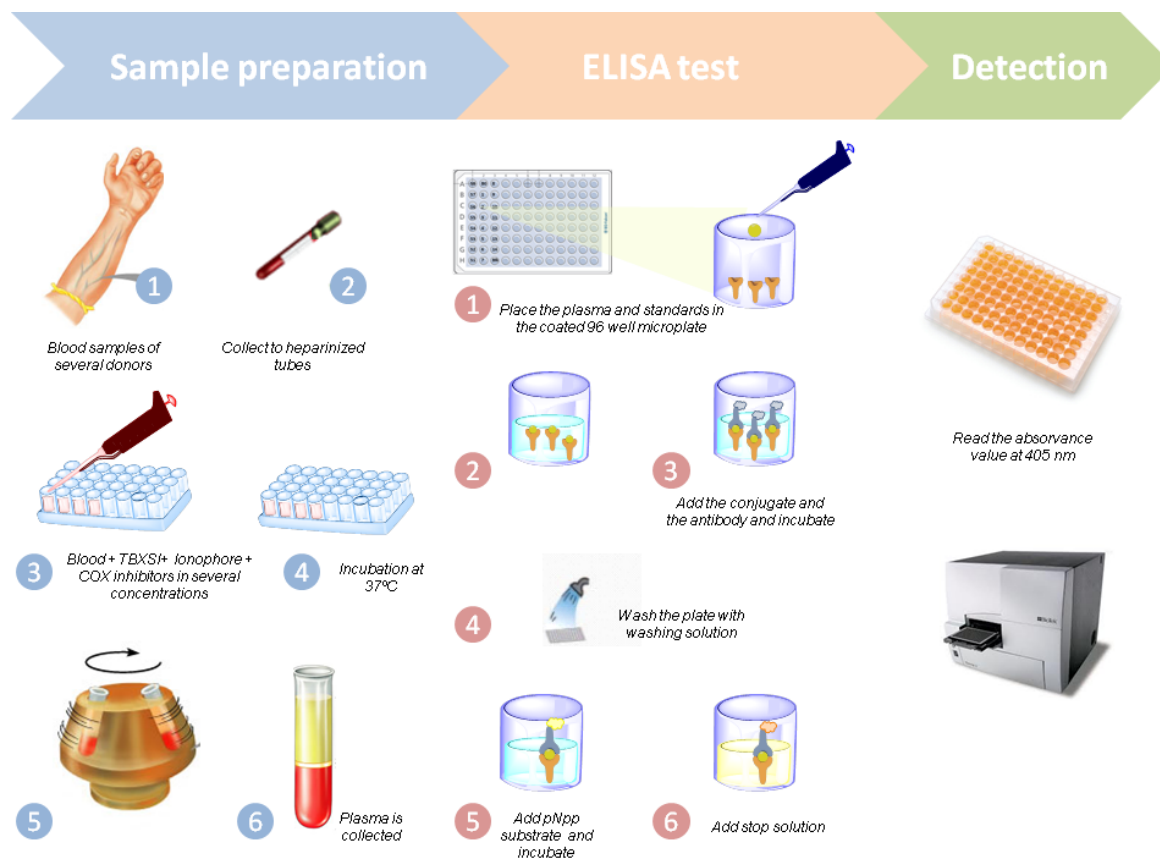 Sample preparation
ELISA test
Detection
1
Blood samples of
several donors
2
Collect to heparinized
tubes
3
Blood + TBXSI+ Ionophore +
COX inhibitors in several
concentrations
4
Incubation at
37ºC
5
6
Plasma is
collected
A
B
C
D
E
F
G
H
1
Place the plasma and standards in
the coated 96 well microplate
2
3
Add the conjugate and
the antibody and incubate
4
Wash the plate with
washing solution
5
Add pNpp
substrate and
incubate
6
Add stop solution
Read the absorvance
value at 405 nm